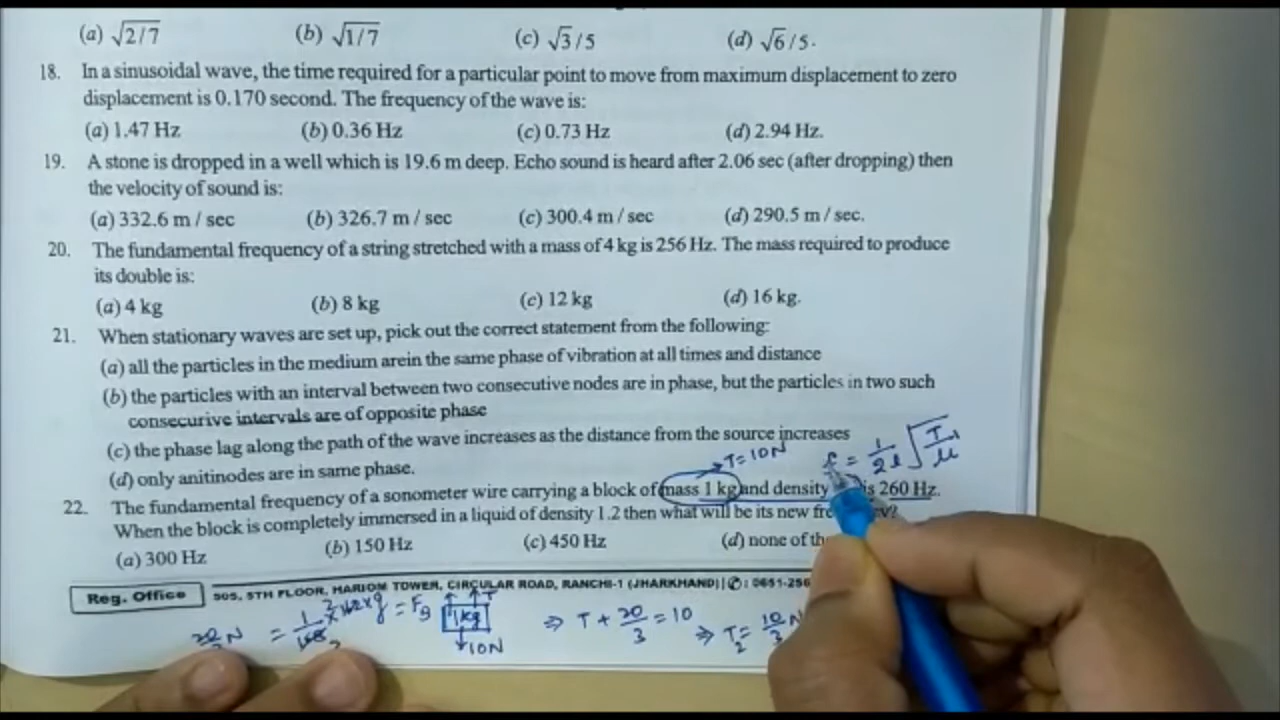 (a) √2/7 (b) √1/7 (c) √3/5 (d) √6/5.
18. In a sinusoidal wave, the time required for a particular point to move from maximum displacement to zero
displacement is 0.170 second. The frequency of the wave is:
(a) 1.47 Hz (b) 0.36 Hz (c) 0.73 Hz (d) 2.94 Hz.
19. A stone is dropped in a well which is 19.6 m deep. Echo sound is heard after 2.06 sec (after dropping) then
the velocity of sound is:
(a) 332.6 m / sec (b) 326.7 m / sec (c) 300.4 m / sec (d) 290.5 m / sec.
20. The fundamental frequency of a string stretched with a mass of 4 kg is 256 Hz. The mass required to produce
its double is:
(a) 4 kg (b) 8 kg (c) 12 kg (d) 16 kg.
21. When stationary waves are set up, pick out the correct statement from the following:
(a) all the particles in the medium arein the same phase of vibration at all times and distance
(b) the particles with an interval between two consecutive nodes are in phase, but the particles in two such
consecurive intervals are of opposite phase
(c) the phase lag along the path of the wave increases as the distance from the source increases
(d) only anitinodes are in same phase.
→ T = 10N
f = 1/2l √T/μ
22. The fundamental frequency of a sonometer wire carrying a block of mass 1 kg and density is 260 Hz.
When the block is completely immersed in a liquid of density 1.2 then what will be its new
(a) 300 Hz (b) 150 Hz (c) 450 Hz (d) none of
Reg. Office 505, 5TH FLOOR, HARIOM TOWER, CIRCULAR ROAD, RANCHI-1 (JHARKHAND) | ✆ : 0651-256
= F_B 1kg T ⇒ T + 20/3 = 10 ⇒ T₂ = 10/3 N
10N